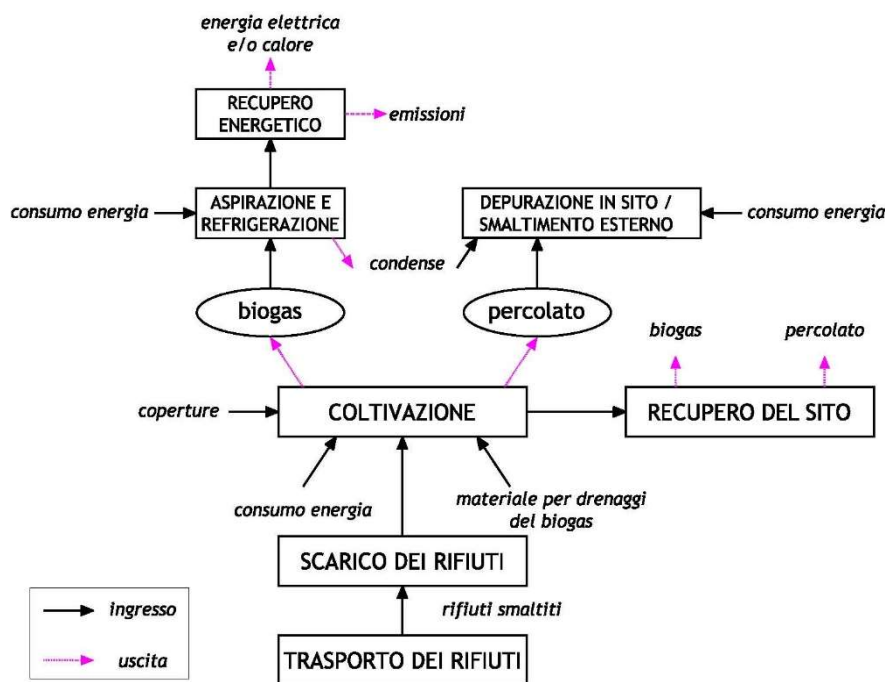 energia elettrica
e/o calore
RECUPERO
ENERGETICO
emissioni
consumo energia
ASPIRAZIONE E
REFRIGERAZIONE
DEPURAZIONE IN SITO /
SMALTIMENTO ESTERNO
consumo energia
condense
biogas
percolato
biogas
percolato
coperture
COLTIVAZIONE
RECUPERO DEL SITO
consumo energia
materiale per drenaggi
del biogas
SCARICO DEI RIFIUTI
ingresso
rifiuti smaltiti
uscita
TRASPORTO DEI RIFIUTI